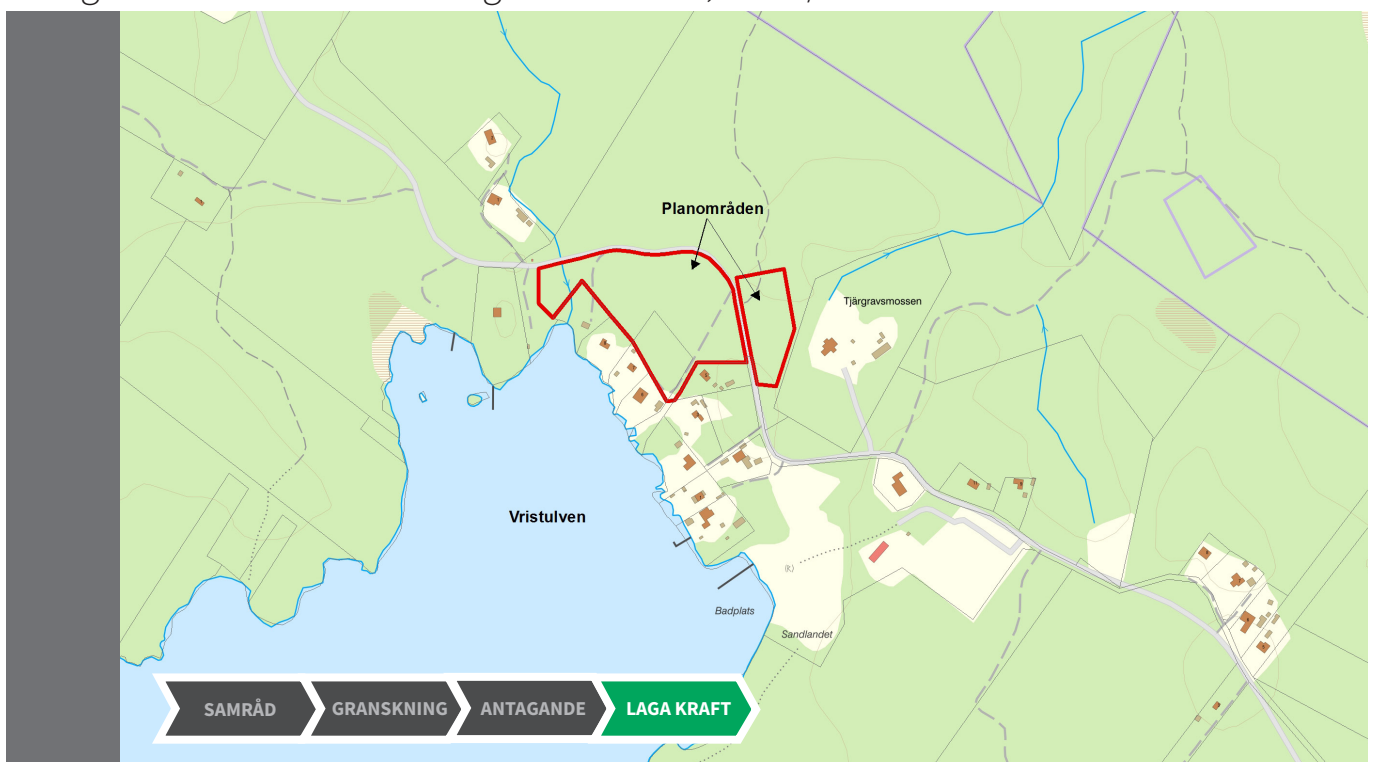 Planområden
Tjärgravsmossen
Vristulven
(R)
Badplats
Sandlandet
SAMRÅD
GRANSKNING
ANTAGANDE
LAGA KRAFT